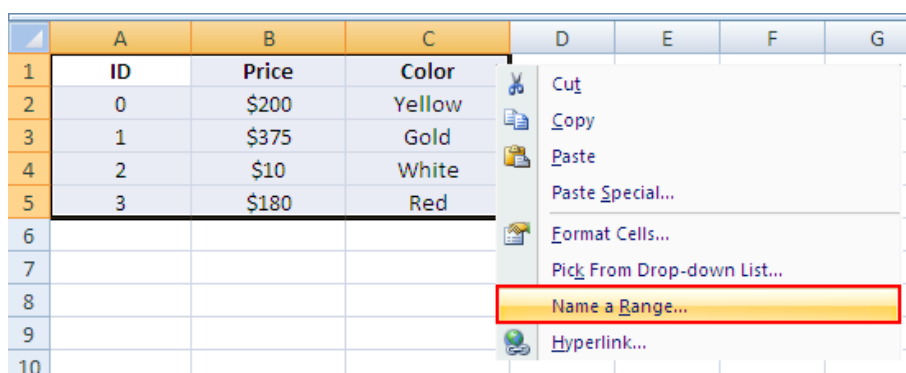 A B C D E F G
1 ID Price Color
2 0 $200 Yellow
3 1 $375 Gold
4 2 $10 White
5 3 $180 Red
6
7
8
9
10
Cut
Copy
Paste
Paste Special...
Format Cells...
Pick From Drop-down List...
Name a Range...
Hyperlink...